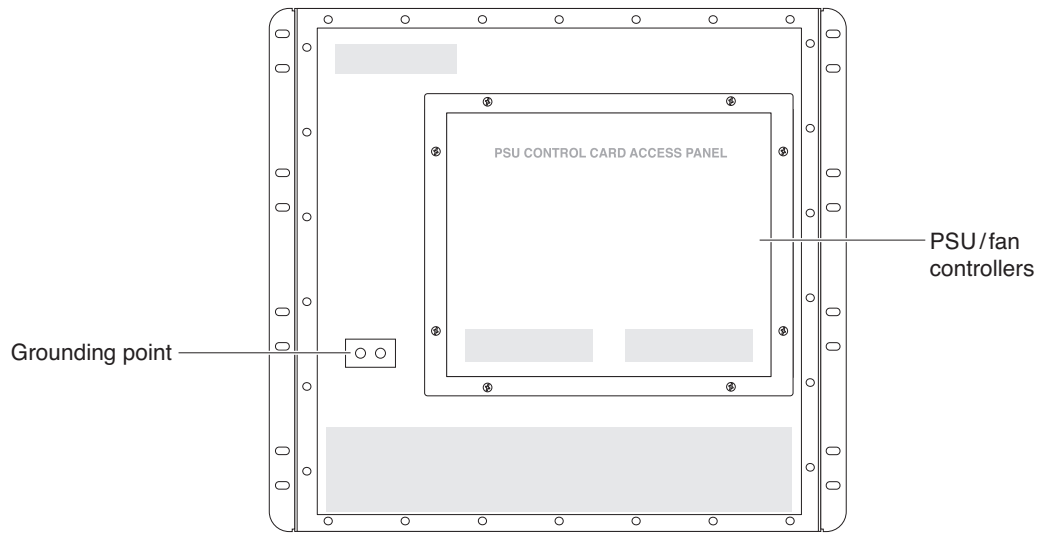 PSU CONTROL CARD ACCESS PANEL
PSU/fan
controllers
Grounding point